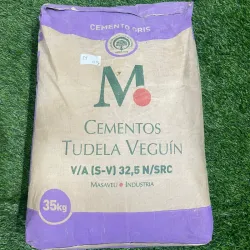 CEMENTO GRIS
M
CEMENTOS
TUDELA VEGUÍN
V/A (S-V) 32,5 N/SRC
MASAVEU INDUSTRIA
35kg